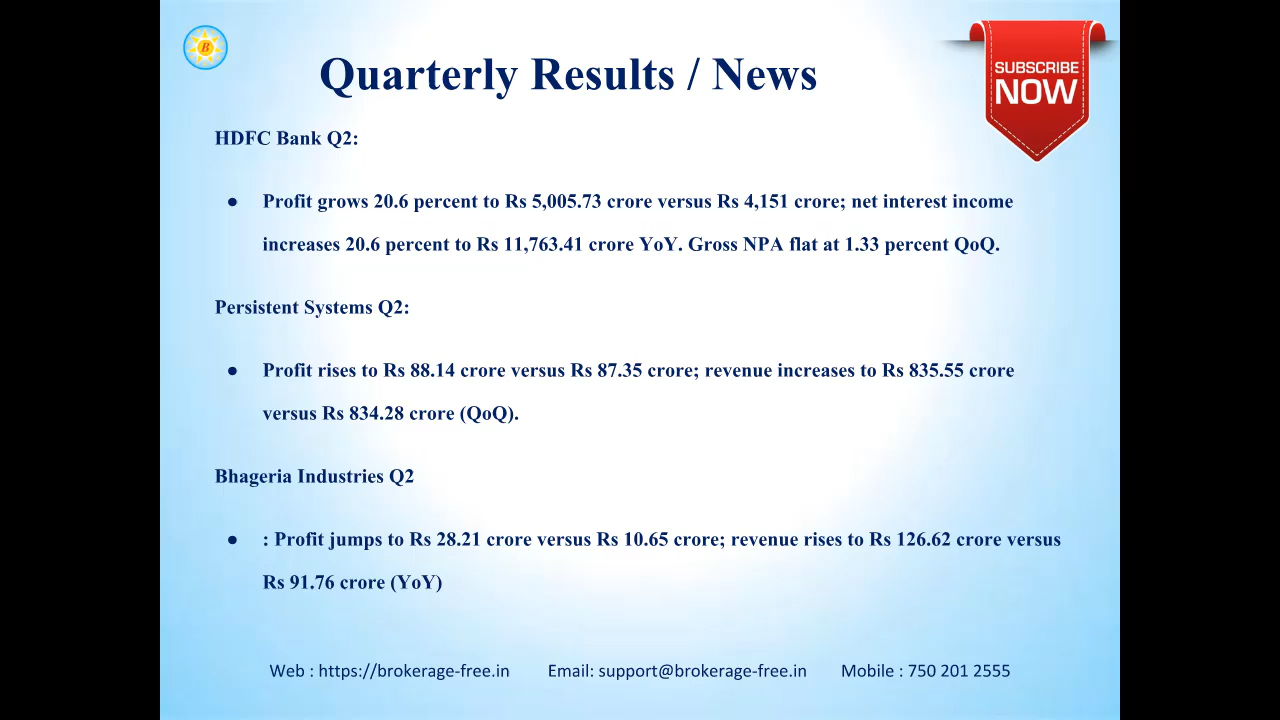 B
Quarterly Results / News
SUBSCRIBE
NOW
HDFC Bank Q2:
● Profit grows 20.6 percent to Rs 5,005.73 crore versus Rs 4,151 crore; net interest income
increases 20.6 percent to Rs 11,763.41 crore YoY. Gross NPA flat at 1.33 percent QoQ.
Persistent Systems Q2:
● Profit rises to Rs 88.14 crore versus Rs 87.35 crore; revenue increases to Rs 835.55 crore
versus Rs 834.28 crore (QoQ).
Bhageria Industries Q2
● : Profit jumps to Rs 28.21 crore versus Rs 10.65 crore; revenue rises to Rs 126.62 crore versus
Rs 91.76 crore (YoY)
Web : https://brokerage-free.in Email: support@brokerage-free.in Mobile : 750 201 2555